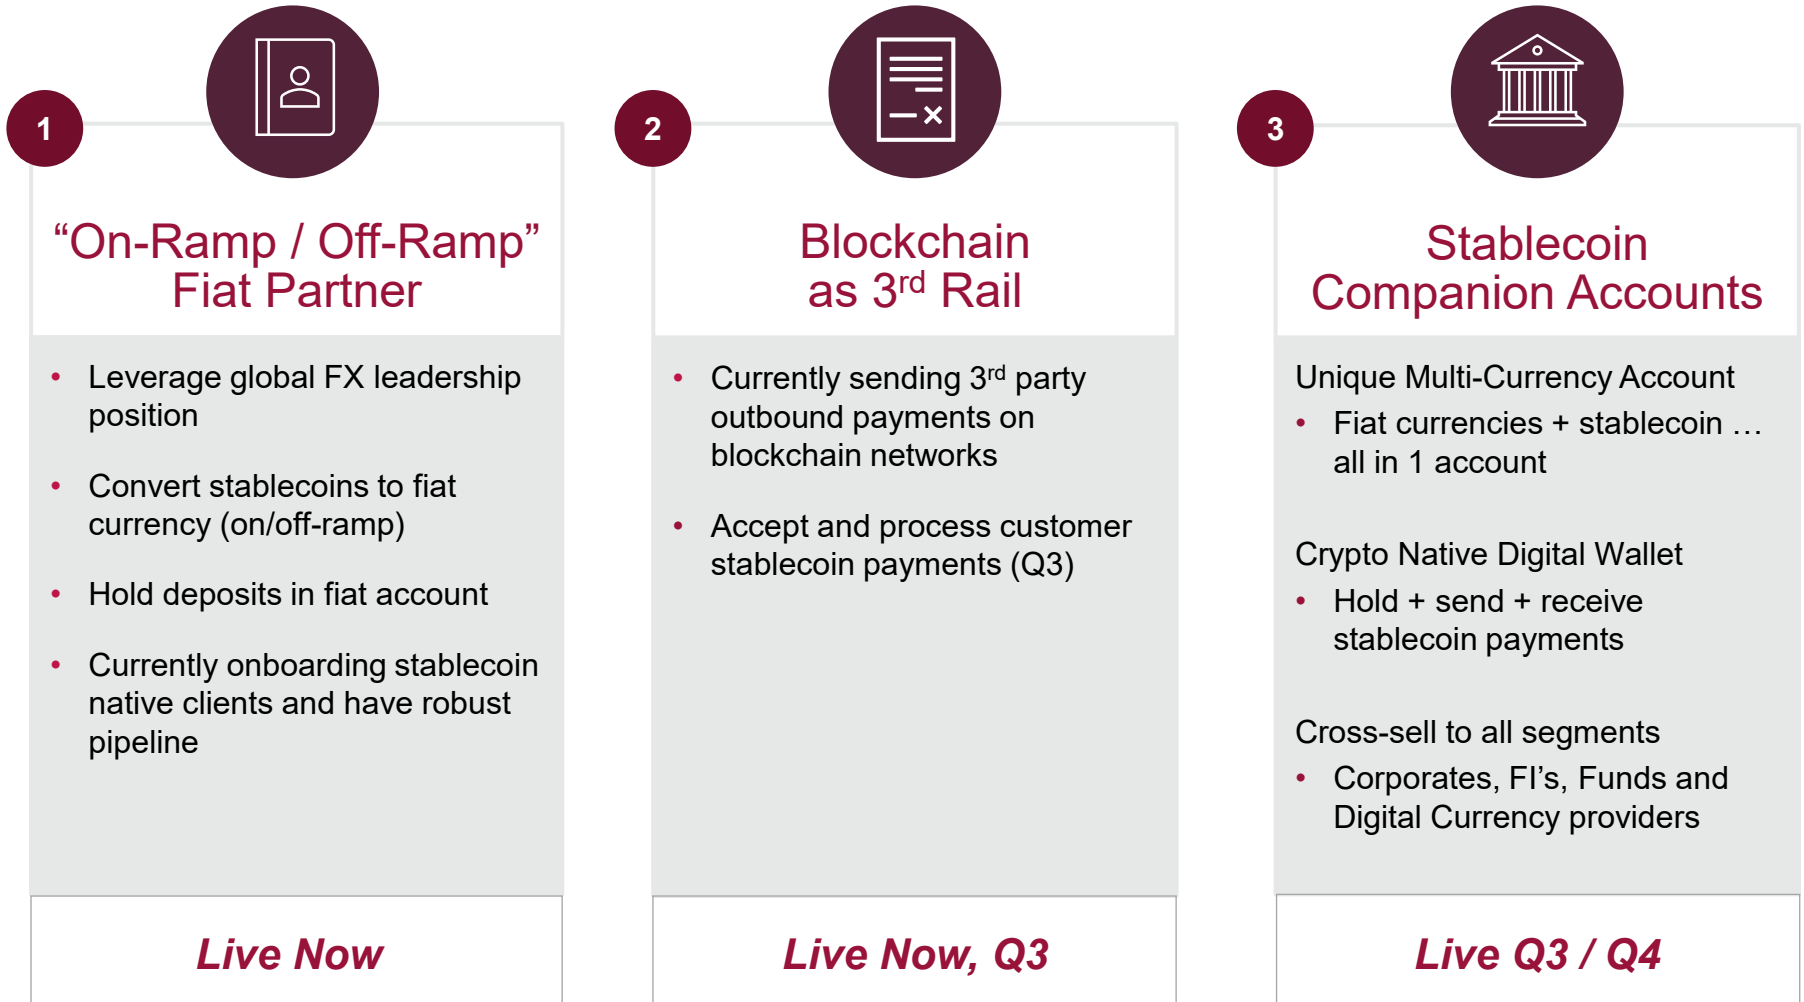 1
“On-Ramp / Off-Ramp”
Fiat Partner
• Leverage global FX leadership
position
• Convert stablecoins to fiat
currency (on/off-ramp)
• Hold deposits in fiat account
• Currently onboarding stablecoin
native clients and have robust
pipeline
Live Now
2
Blockchain
as 3rd Rail
• Currently sending 3rd party
outbound payments on
blockchain networks
• Accept and process customer
stablecoin payments (Q3)
Live Now, Q3
3
Stablecoin
Companion Accounts
Unique Multi-Currency Account
• Fiat currencies + stablecoin …
all in 1 account
Crypto Native Digital Wallet
• Hold + send + receive
stablecoin payments
Cross-sell to all segments
• Corporates, FI’s, Funds and
Digital Currency providers
Live Q3 / Q4